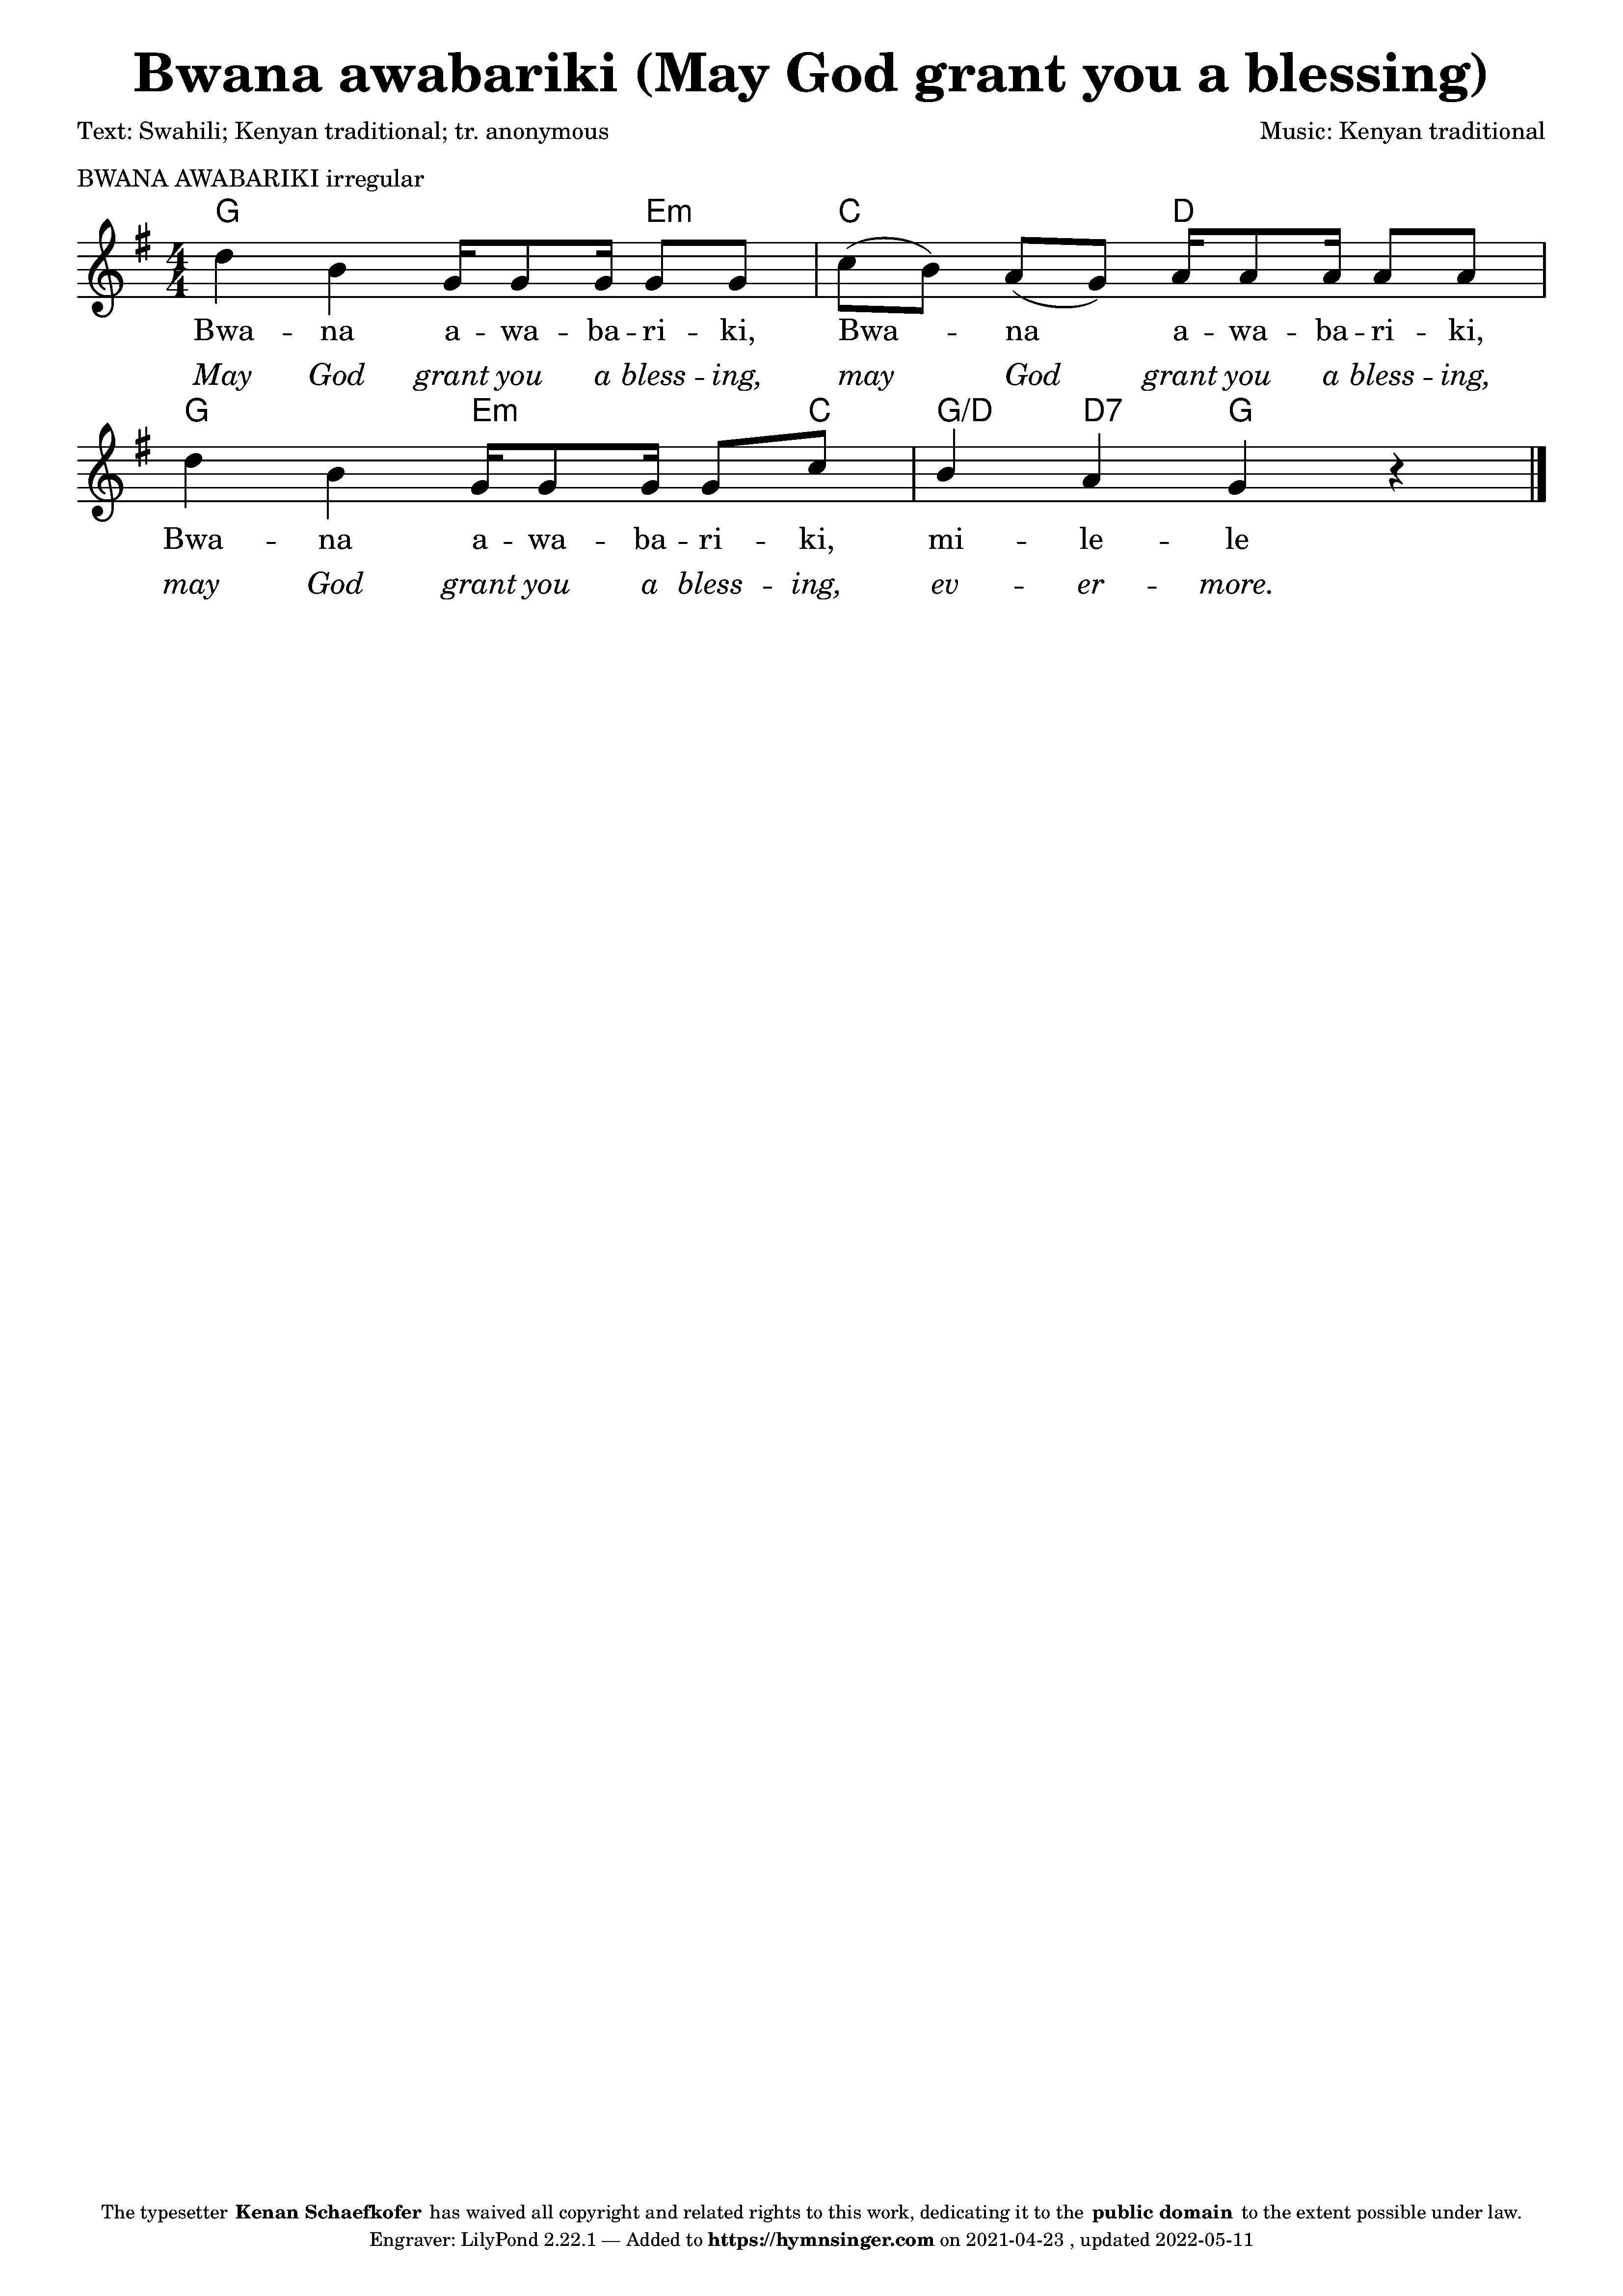 Bwana awabariki (May God grant you a blessing)
Text: Swahili; Kenyan traditional; tr. anonymous
Music: Kenyan traditional
BWANA AWABARIKI irregular
G Em C D
4
4
Bwa - na a - wa - ba - ri - ki, Bwa - na a - wa - ba - ri - ki,
May God grant you a bless - ing, may God grant you a bless - ing,
G Em C G/D D7 G
Bwa - na a - wa - ba - ri - ki, mi - le - le
may God grant you a bless - ing, ev - er - more.
The typesetter Kenan Schaefkofer has waived all copyright and related rights to this work, dedicating it to the public domain to the extent possible under law.
Engraver: LilyPond 2.22.1 — Added to https://hymnsinger.com on 2021-04-23 , updated 2022-05-11